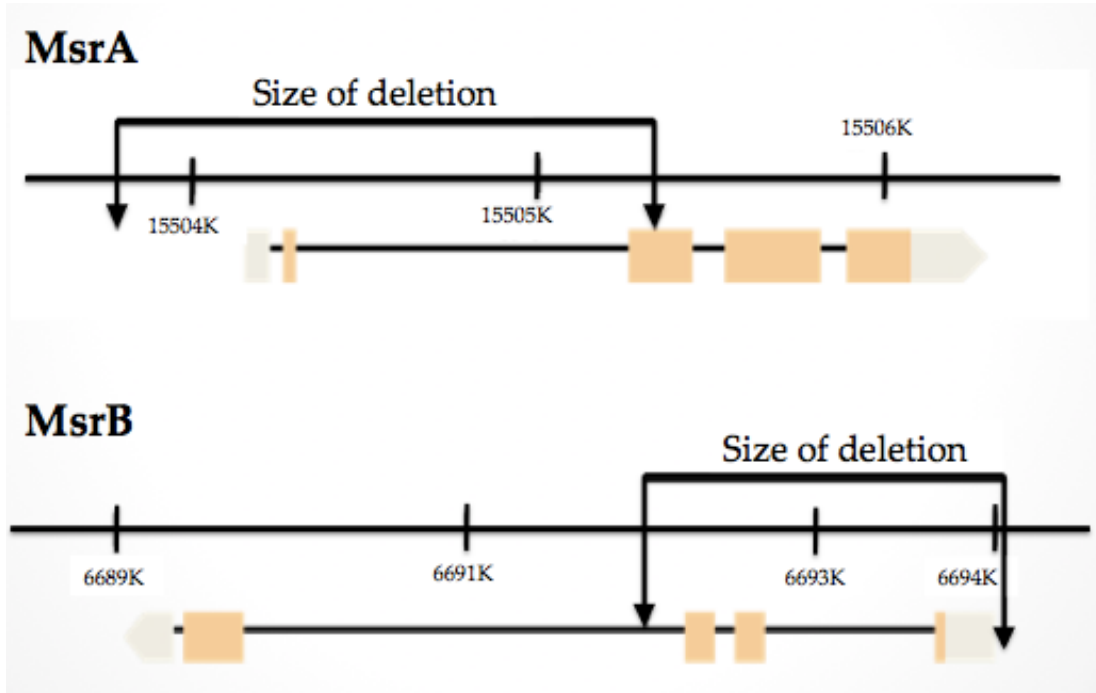 MsrA
Size of deletion
15506K
15504K
15505K
MsrB
Size of deletion
6689K
6691K
6693K
6694K